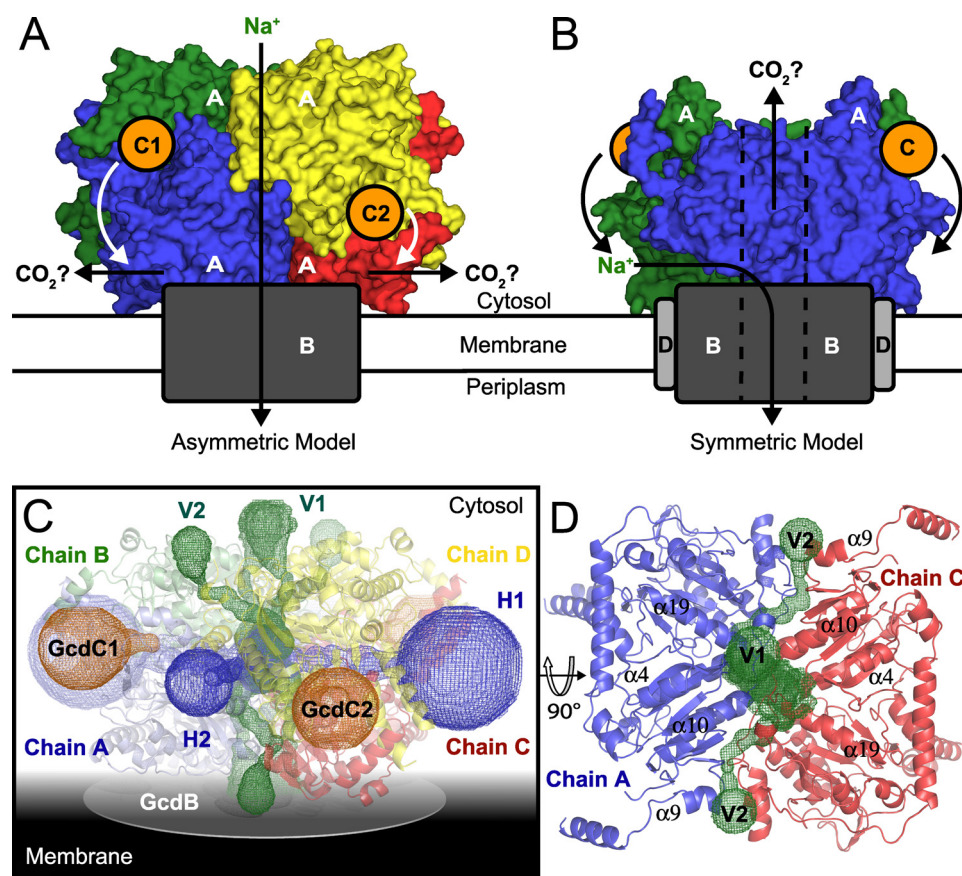 A
Na⁺
A
A
C1
C2
A
A
CO₂?
CO₂?
Cytosol
B
Membrane
Periplasm
Asymmetric Model
B
CO₂?
A
A
C
Na⁺
D
B
B
D
Symmetric Model
C
V2
V1
Cytosol
Chain B
Chain D
H1
GcdC1
GcdC2
Chain A
H2
Chain C
GcdB
Membrane
90°
D
V2
α9
Chain C
α19
α10
V1
α4
α4
α10
α19
Chain A
α9
V2